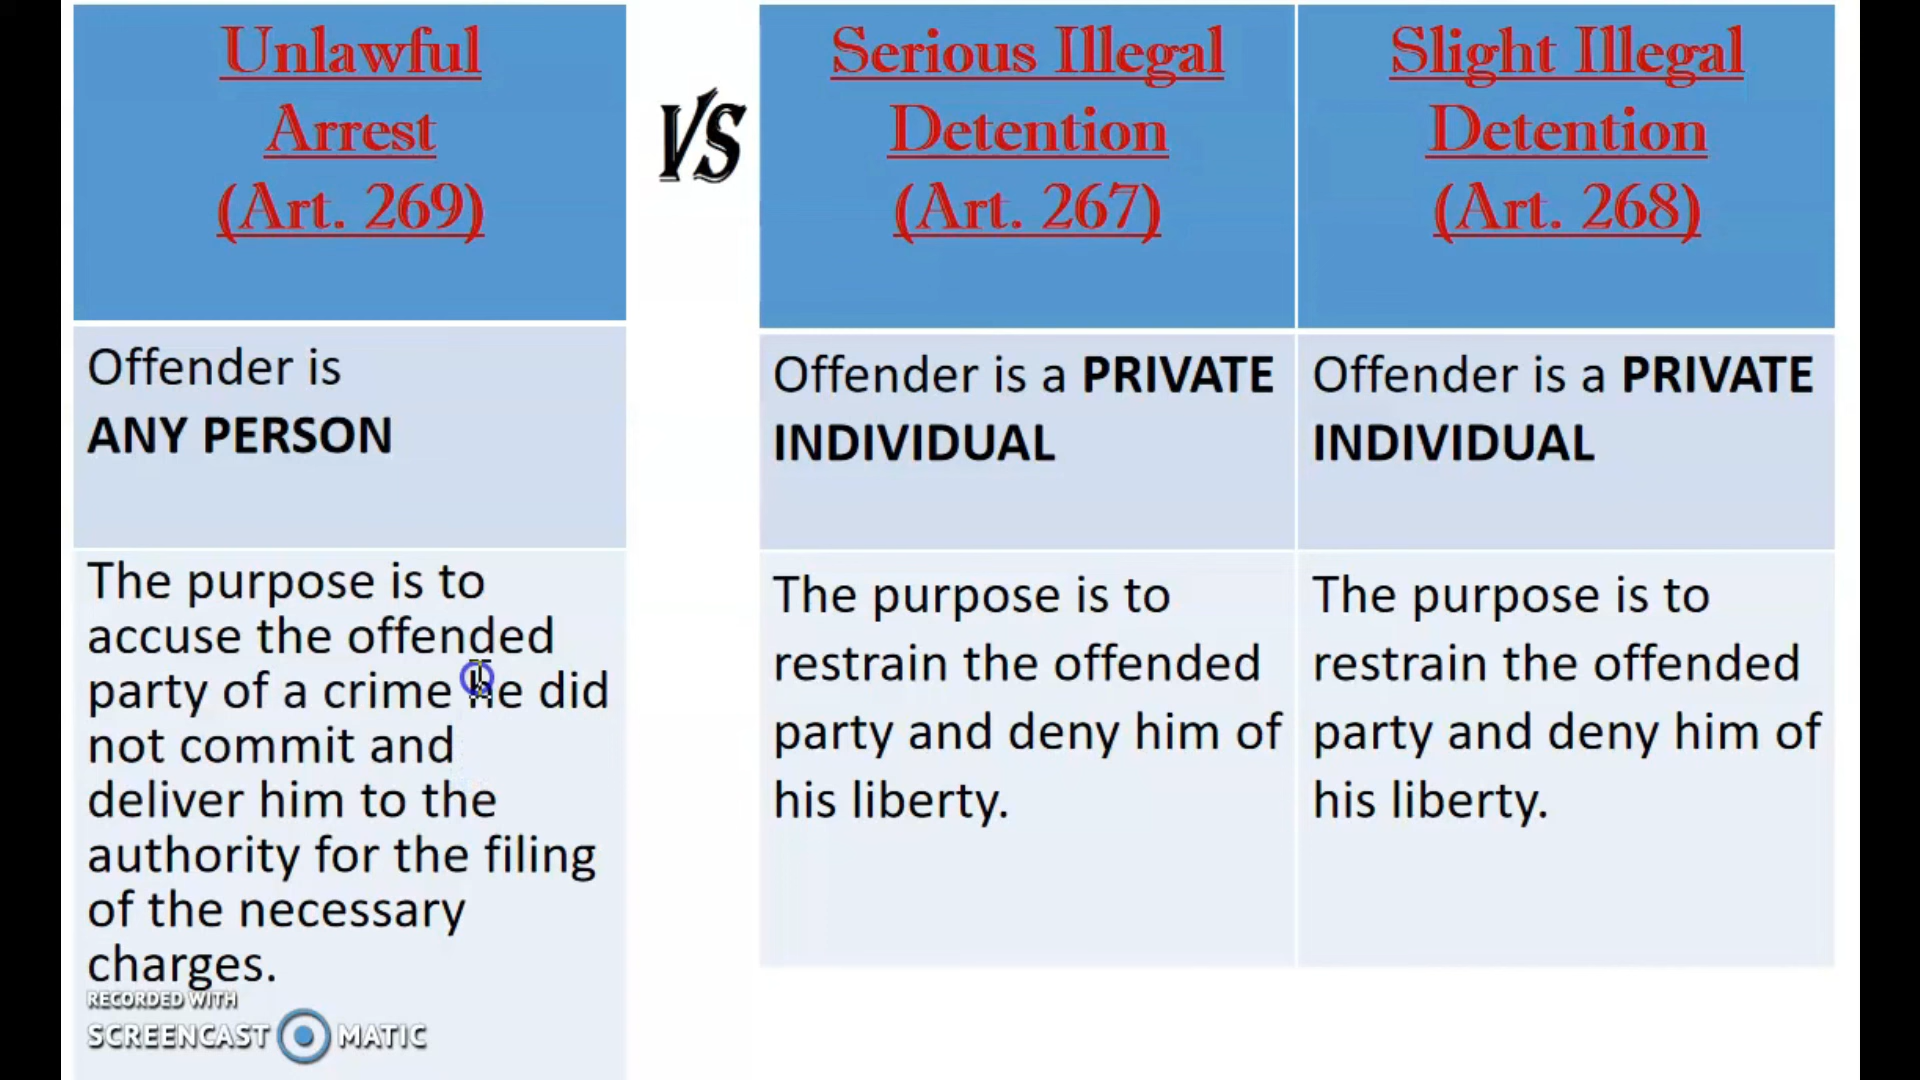 Unlawful
Arrest
(Art. 269)
Offender is
ANY PERSON
The purpose is to
accuse the offended
party of a crime he did
not commit and
deliver him to the
authority for the filing
of the necessary
charges.
VS
Serious Illegal
Detention
(Art. 267)
Offender is a PRIVATE
INDIVIDUAL
The purpose is to
restrain the offended
party and deny him of
his liberty.
Slight Illegal
Detention
(Art. 268)
Offender is a PRIVATE
INDIVIDUAL
The purpose is to
restrain the offended
party and deny him of
his liberty.
RECORDED WITH
SCREENCAST MATIC